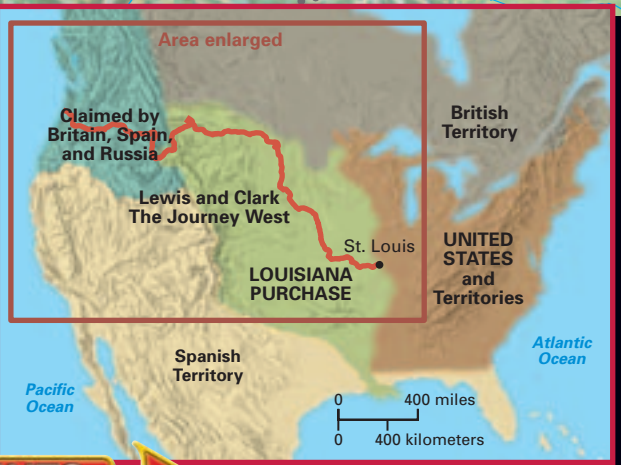 Area enlarged
Claimed by
Britain, Spain,
and Russia
British
Territory
Lewis and Clark
The Journey West
St. Louis
LOUISIANA
PURCHASE
UNITED
STATES
and
Territories
Spanish
Territory
Atlantic
Ocean
Pacific
Ocean
0 400 miles
0 400 kilometers